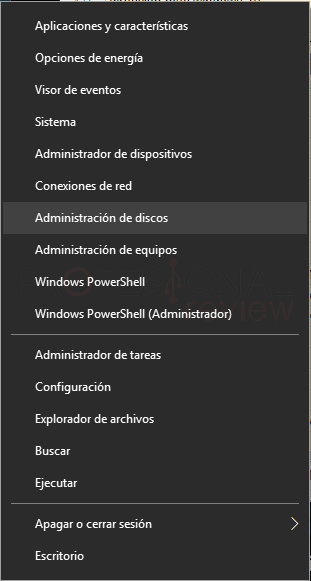 Aplicaciones y características
Opciones de energía
Visor de eventos
Sistema
Administrador de dispositivos
Conexiones de red
Administración de discos
Administración de equipos
Windows PowerShell
Windows PowerShell (Administrador)
review
Administrador de tareas
Configuración
Explorador de archivos
Buscar
Ejecutar
Apagar o cerrar sesión
Escritorio